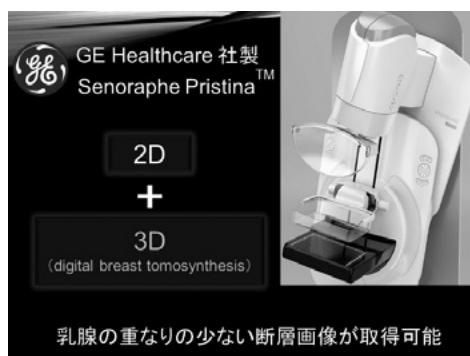 GE Healthcare 社製
Senoraphe Pristina™
2D
+
3D
(digital breast tomosynthesis)
乳腺の重なりの少ない断層画像が取得可能